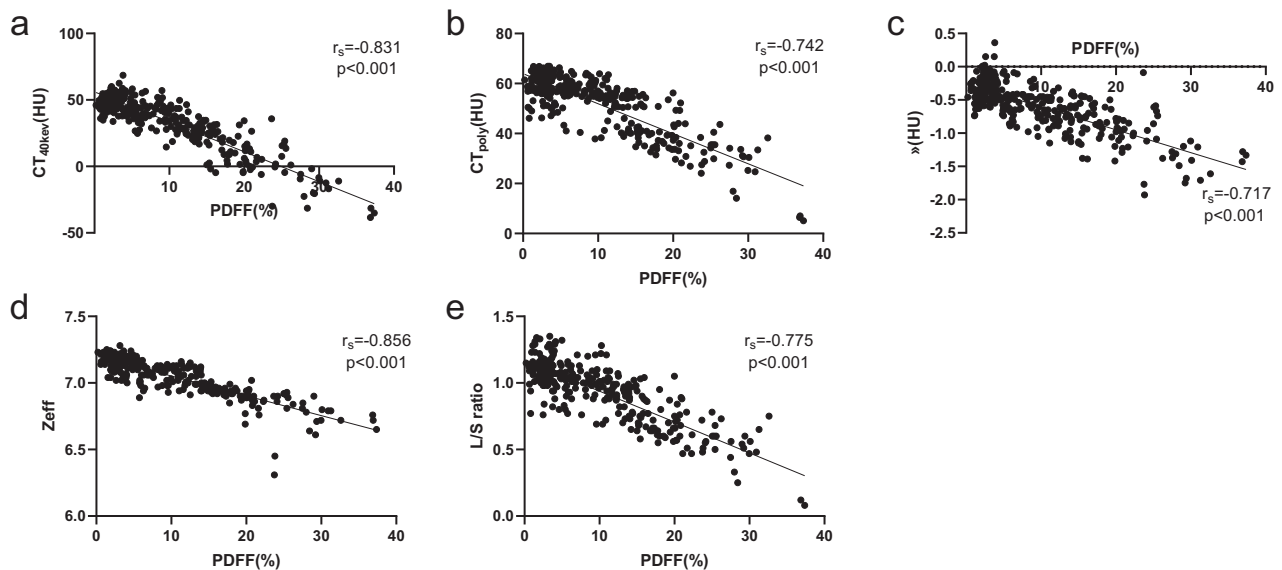 a
100
50
0
-50
CT40kev(HU)
10
20
30
40
PDFF(%)
rs=-0.831
p<0.001
b
80
60
40
20
0
CTpoly(HU)
0
10
20
30
40
PDFF(%)
rs=-0.742
p<0.001
c
0.5
0.0
-0.5
-1.0
-1.5
-2.0
-2.5
»(HU)
PDFF(%)
10
20
30
40
rs=-0.717
p<0.001
d
7.5
7.0
6.5
6.0
Zeff
0
10
20
30
40
PDFF(%)
rs=-0.856
p<0.001
e
1.5
1.0
0.5
0.0
L/S ratio
0
10
20
30
40
PDFF(%)
rs=-0.775
p<0.001